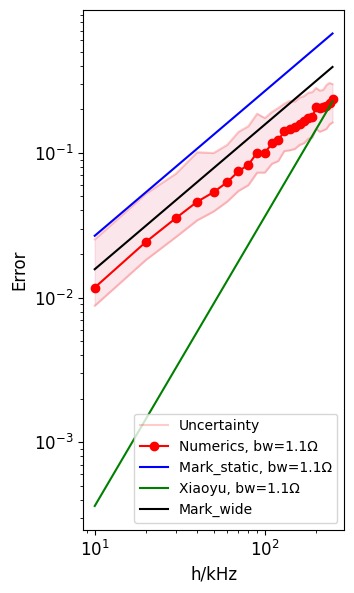 10⁻¹
10⁻²
10⁻³
Error
Uncertainty
Numerics, bw=1.1Ω
Mark_static, bw=1.1Ω
Xiaoyu, bw=1.1Ω
Mark_wide
10¹
10²
h/kHz